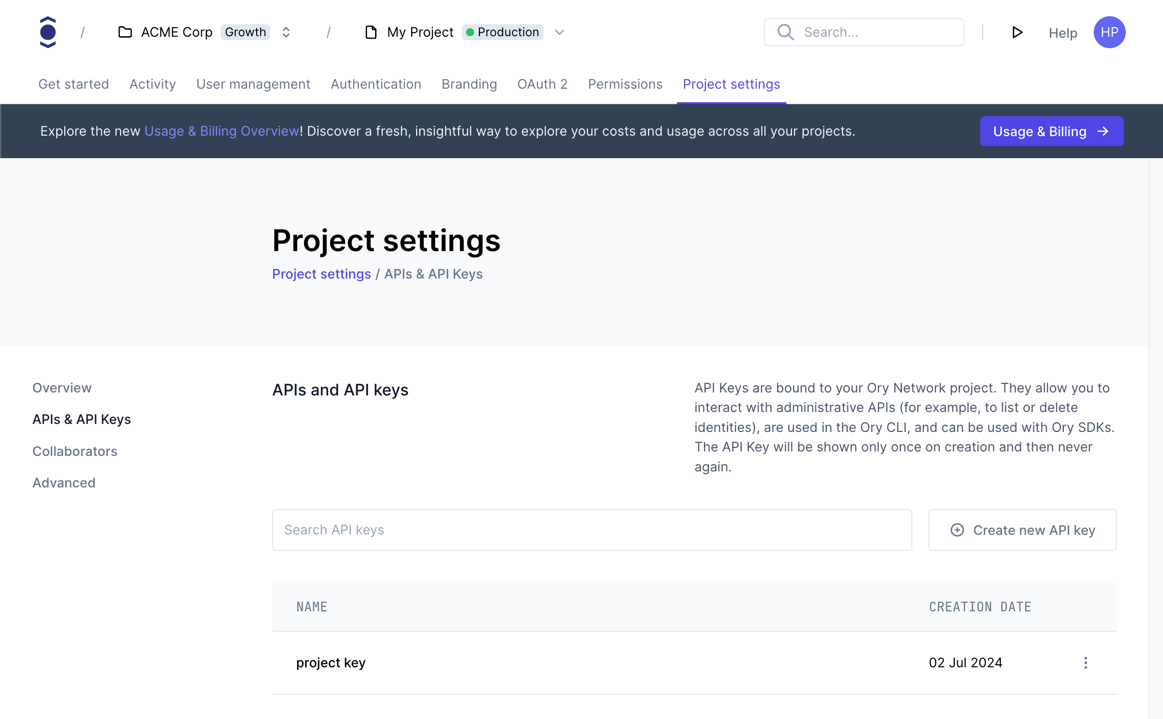 / ACME Corp Growth / My Project Production Search... Help HP
Get started Activity User management Authentication Branding OAuth 2 Permissions Project settings
Explore the new Usage & Billing Overview! Discover a fresh, insightful way to explore your costs and usage across all your projects. Usage & Billing →
Project settings
Project settings / APIs & API Keys
Overview
APIs & API Keys
Collaborators
Advanced
APIs and API keys
API Keys are bound to your Ory Network project. They allow you to
interact with administrative APIs (for example, to list or delete
identities), are used in the Ory CLI, and can be used with Ory SDKs.
The API Key will be shown only once on creation and then never
again.
Search API keys
Create new API key
NAME CREATION DATE
project key 02 Jul 2024